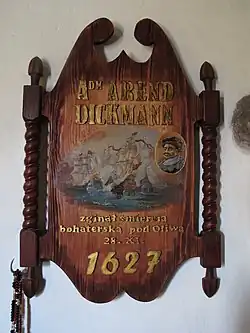 ADM AREND
DICKMANN
zginął śmiercią
bohaterską pod Oliwą
28. XI.
1627